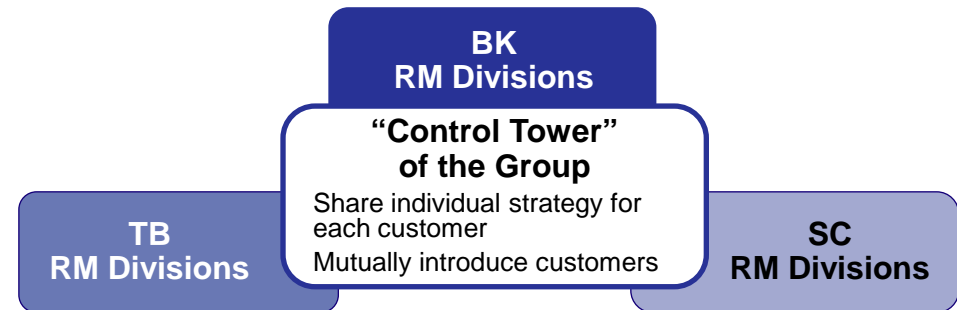 BK
RM Divisions
“Control Tower”
of the Group
Share individual strategy for
each customer
Mutually introduce customers
TB
RM Divisions
SC
RM Divisions